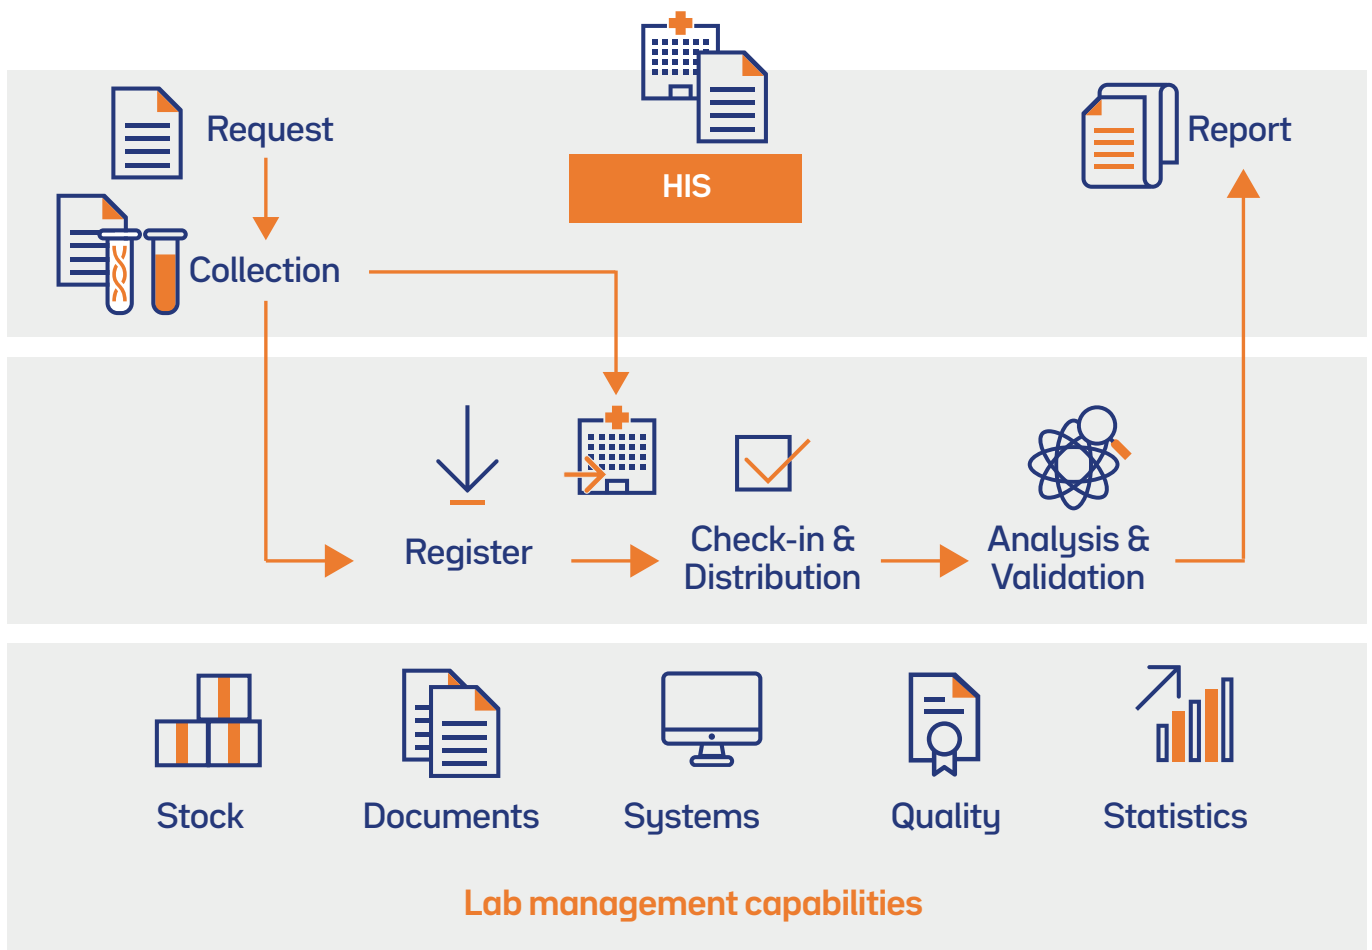 Request
HIS
Report
Collection
Register
Check-in &
Distribution
Analysis &
Validation
Stock
Documents
Systems
Quality
Statistics
Lab management capabilities